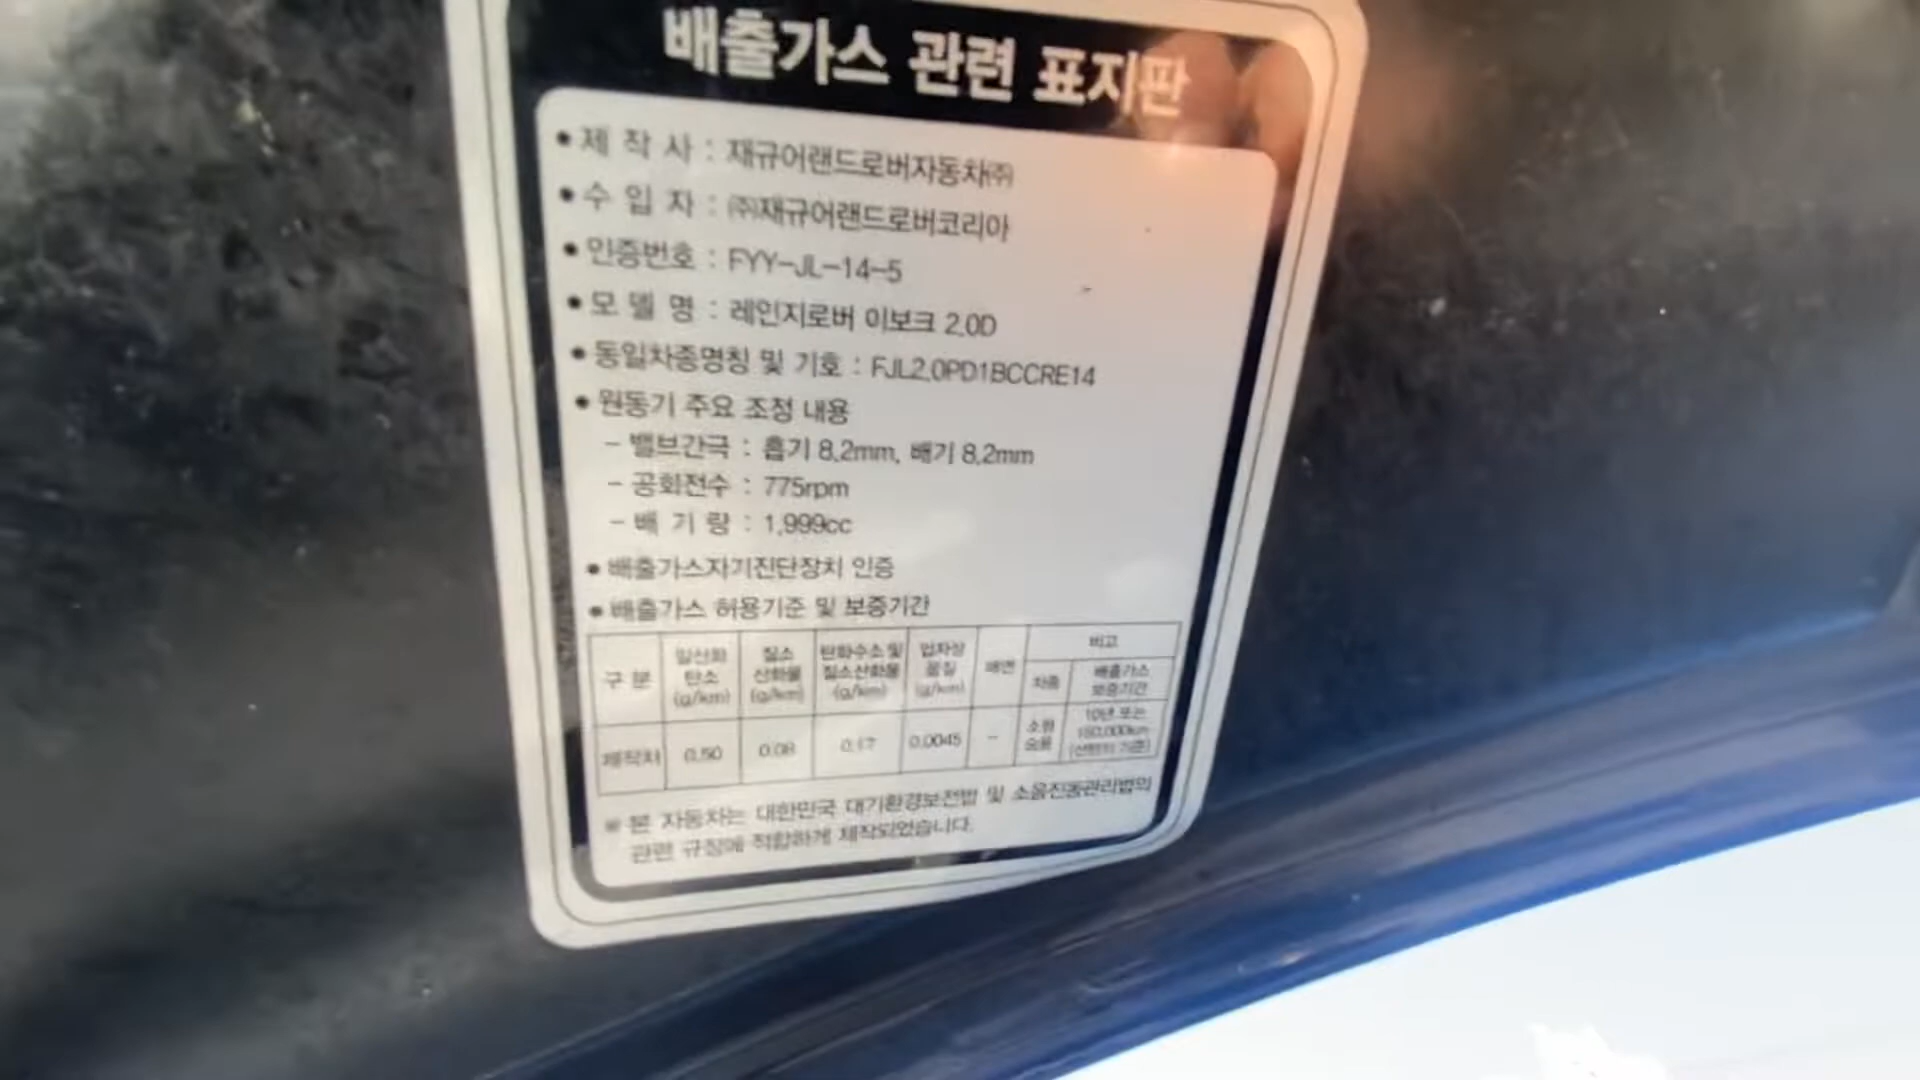 배출가스 관련 표지판
• 제 작 사 : 재규어랜드로버자동차㈜
• 수 입 자 : ㈜재규어랜드로버코리아
• 인증번호 : FYY-JL-14-5
• 모 델 명 : 레인지로버 이보크 2.0D
• 동일차종명칭 및 기호 : FJL2.0PD1BCCRE14
• 원동기 주요 조정 내용
- 밸브간극 : 흡기 8.2mm, 배기 8.2mm
- 공회전수 : 775rpm
- 배 기 량 : 1,999cc
• 배출가스자기진단장치 인증
• 배출가스 허용기준 및 보증기간
구 분 일산화 탄소 (g/km) 질소 산화물 (g/km) 탄화수소 및 질소산화물 (g/km) 입자상 물질 (g/km) 매연 비고
차종 배출가스 보증기간
제작차 0.50 0.08 0.17 0.0045 - 소형 승용 10년 또는
※ 본 자동차는 대한민국 대기환경보전법 및 소음진동관리법의
관련 규정에 적합하게 제작되었습니다.